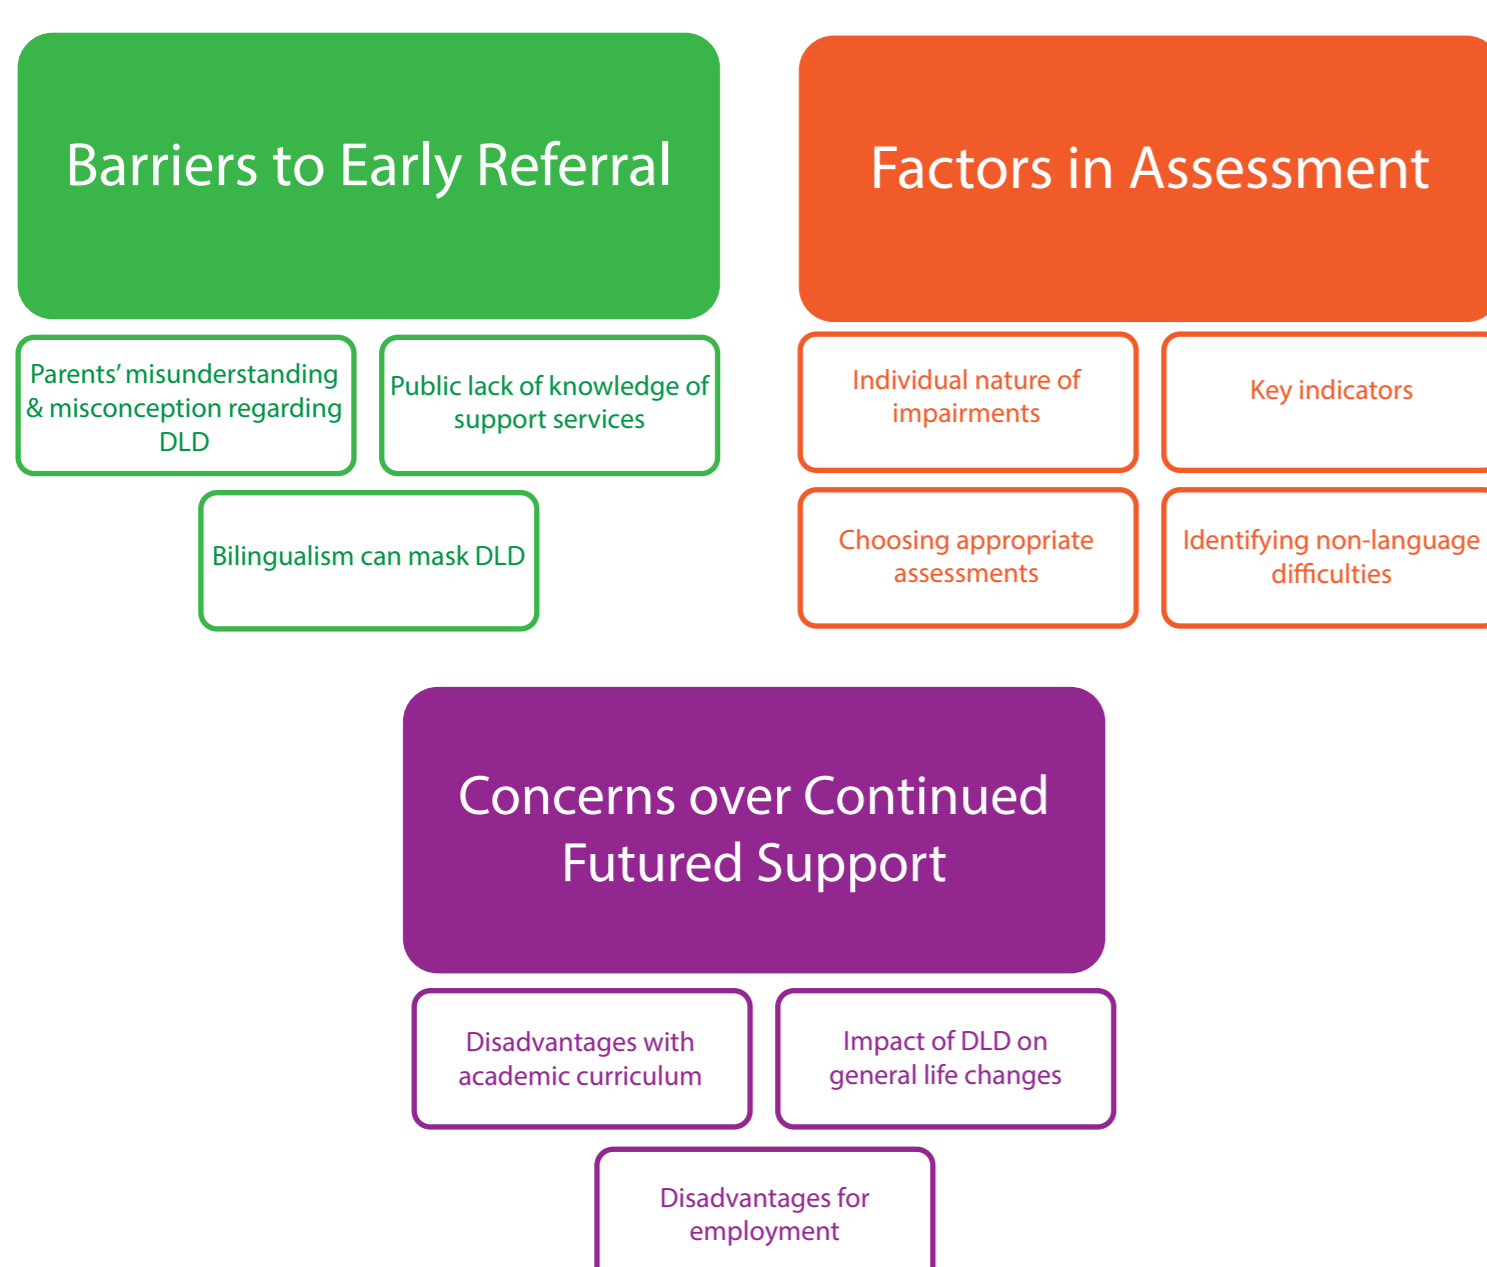 Barriers to Early Referral
Parents’ misunderstanding
& misconception regarding
DLD
Public lack of knowledge of
support services
Bilingualism can mask DLD
Factors in Assessment
Individual nature of
impairments
Key indicators
Choosing appropriate
assessments
Identifying non-language
difficulties
Concerns over Continued
Futured Support
Disadvantages with
academic curriculum
Impact of DLD on
general life changes
Disadvantages for
employment